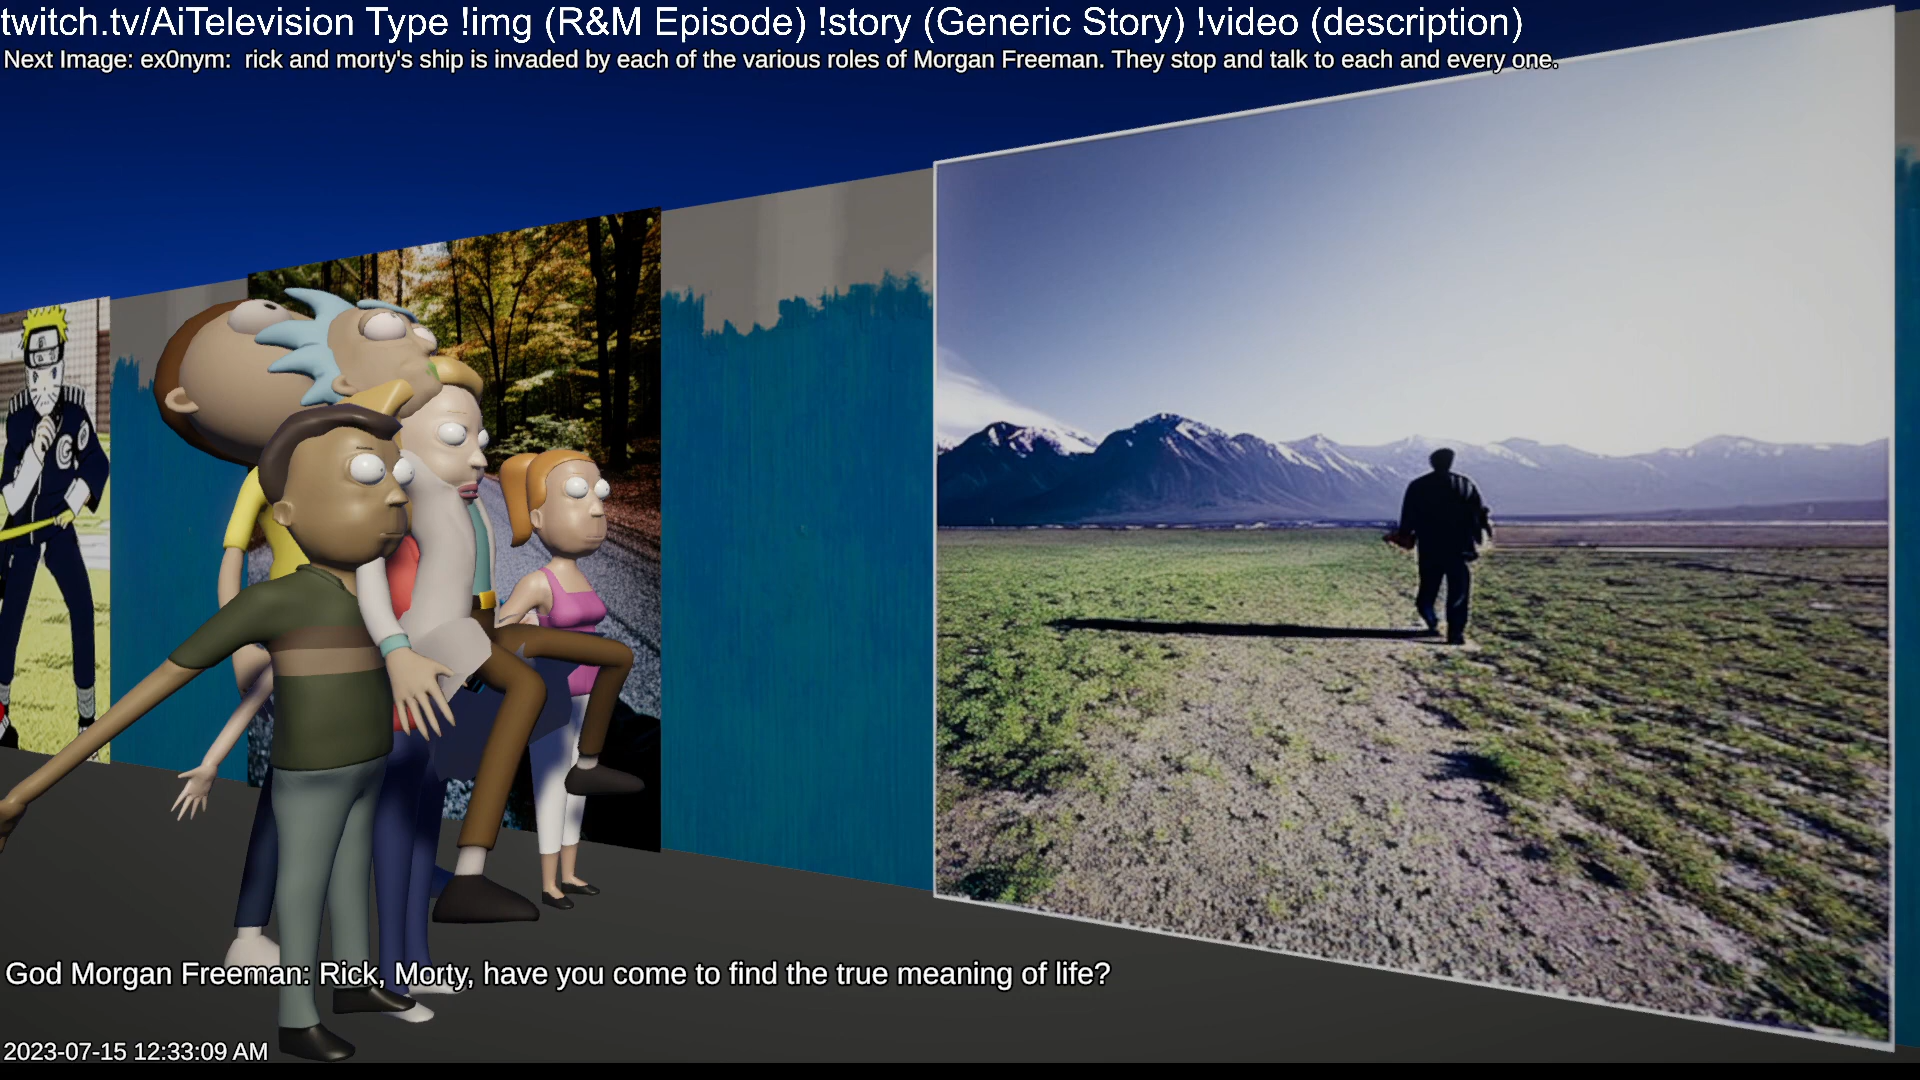 twitch.tv/AiTelevision Type !img (R&M Episode) !story (Generic Story) !video (description)
Next Image: ex0nym:  rick and morty's ship is invaded by each of the various roles of Morgan Freeman. They stop and talk to each and every one.
God Morgan Freeman: Rick, Morty, have you come to find the true meaning of life?
2023-07-15 12:33:09 AM